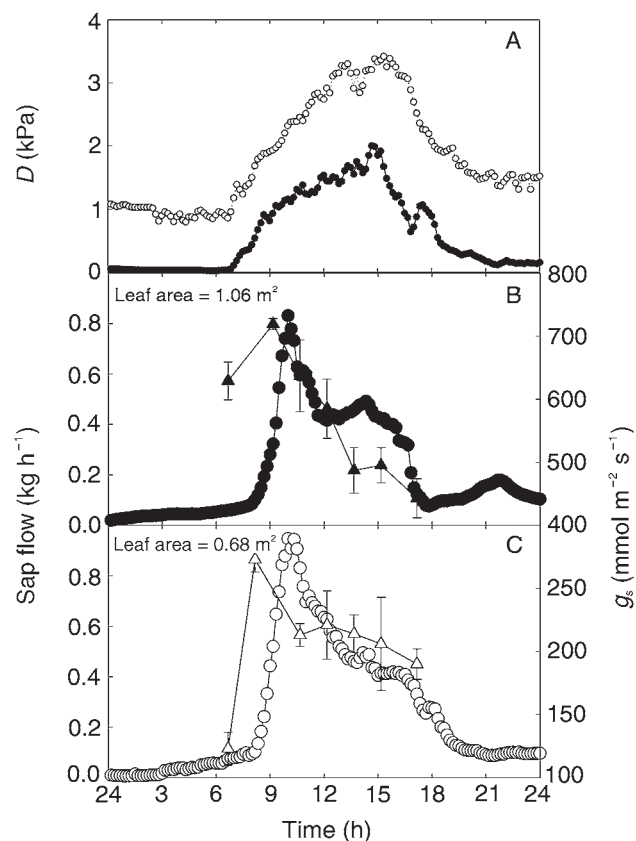 A
4
3
2
1
0
D (kPa)
800
B
Leaf area = 1.06 m²
0.8
0.6
0.4
0.2
0.0
700
600
500
400
C
Leaf area = 0.68 m²
0.8
0.6
0.4
0.2
0.0
250
200
150
100
Sap flow (kg h⁻¹)
gₛ (mmol m⁻² s⁻¹)
24 3 6 9 12 15 18 21 24
Time (h)